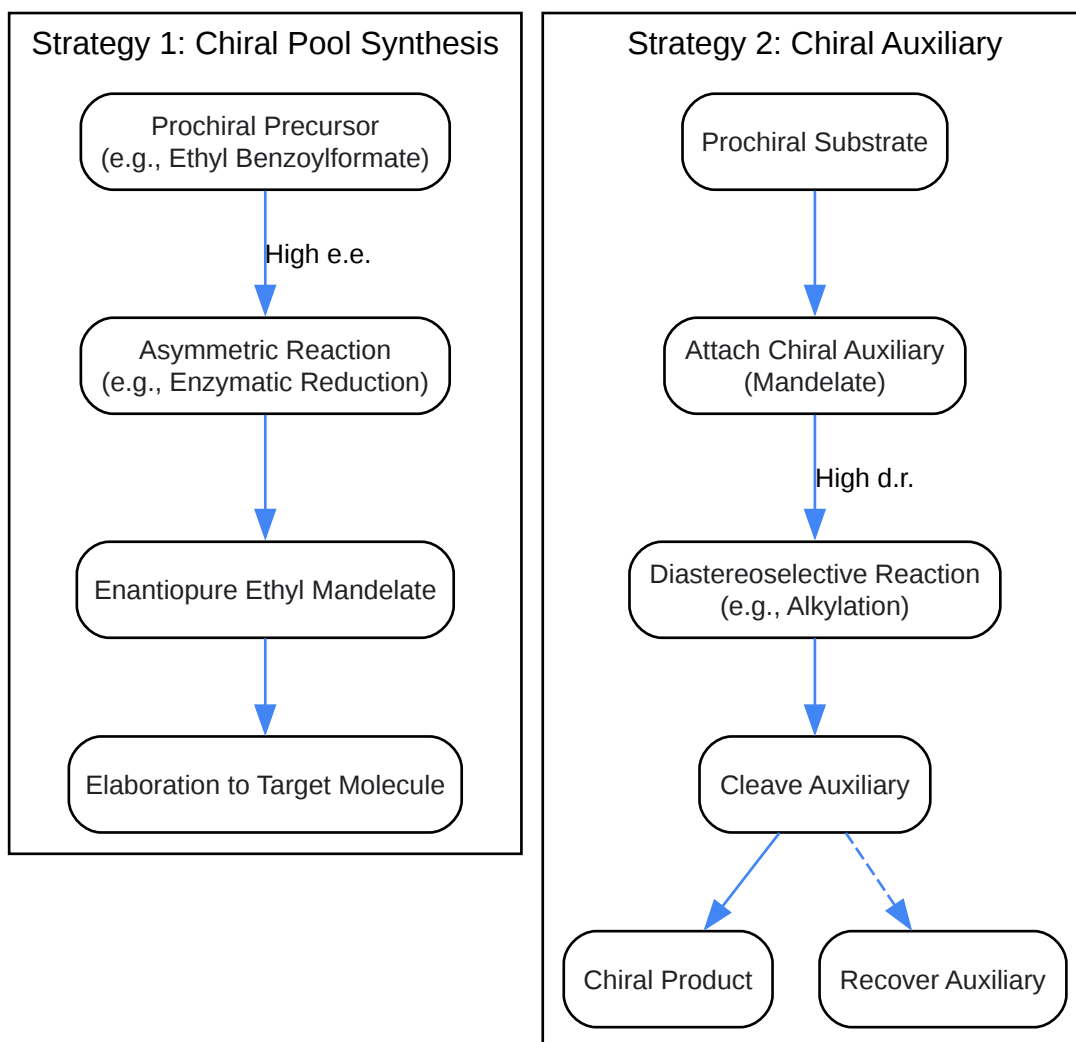 Strategy 1: Chiral Pool Synthesis
Prochiral Precursor
(e.g., Ethyl Benzoylformate)
High e.e.
Asymmetric Reaction
(e.g., Enzymatic Reduction)
Enantiopure Ethyl Mandelate
Elaboration to Target Molecule
Strategy 2: Chiral Auxiliary
Prochiral Substrate
Attach Chiral Auxiliary
(Mandelate)
High d.r.
Diastereoselective Reaction
(e.g., Alkylation)
Cleave Auxiliary
Chiral Product
Recover Auxiliary